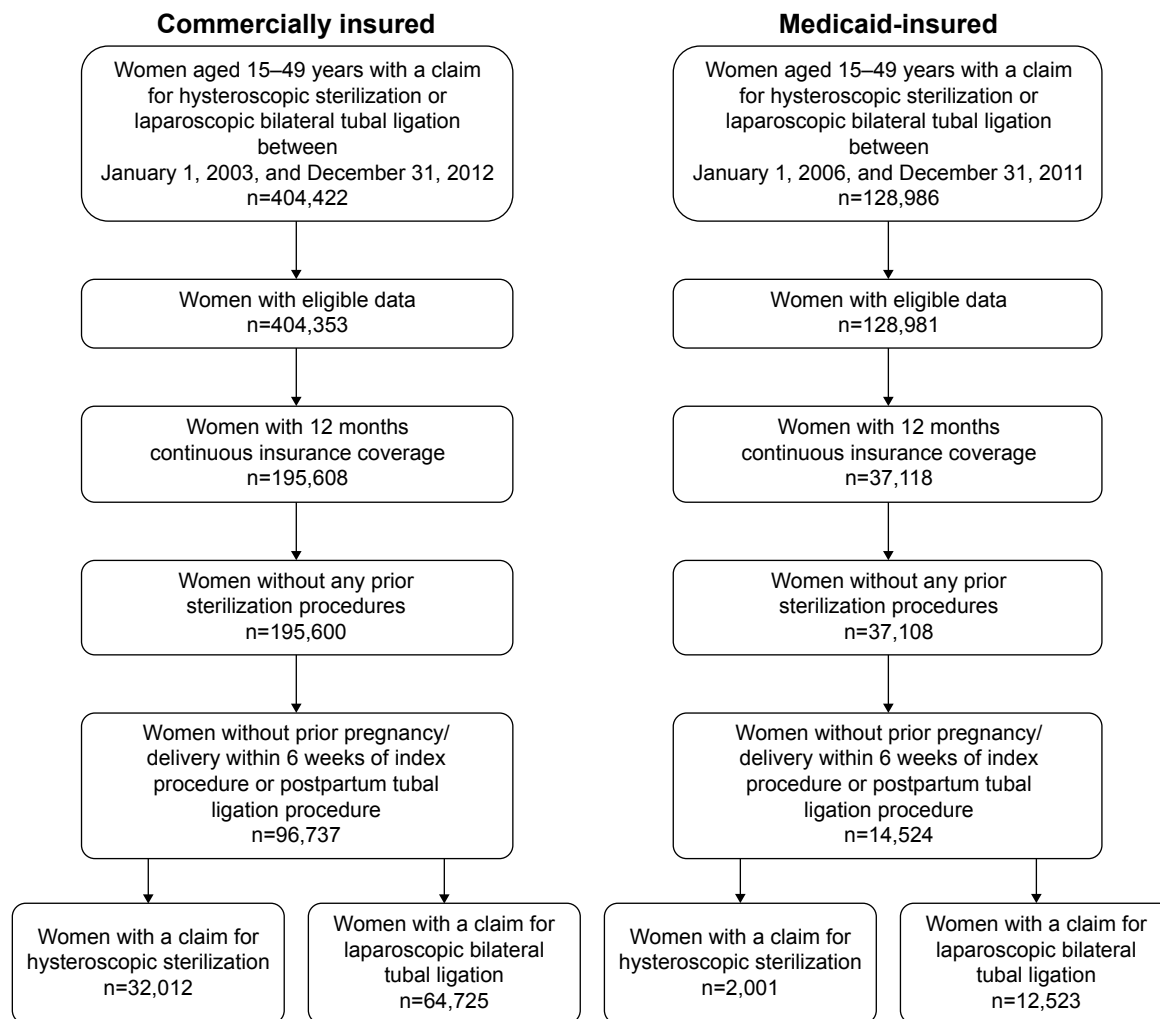 Commercially insured
Women aged 15–49 years with a claim
for hysteroscopic sterilization or
laparoscopic bilateral tubal ligation
between
January 1, 2003, and December 31, 2012
n=404,422
Women with eligible data
n=404,353
Women with 12 months
continuous insurance coverage
n=195,608
Women without any prior
sterilization procedures
n=195,600
Women without prior pregnancy/
delivery within 6 weeks of index
procedure or postpartum tubal
ligation procedure
n=96,737
Women with a claim for
hysteroscopic sterilization
n=32,012
Women with a claim for
laparoscopic bilateral
tubal ligation
n=64,725
Medicaid-insured
Women aged 15–49 years with a claim
for hysteroscopic sterilization or
laparoscopic bilateral tubal ligation
between
January 1, 2006, and December 31, 2011
n=128,986
Women with eligible data
n=128,981
Women with 12 months
continuous insurance coverage
n=37,118
Women without any prior
sterilization procedures
n=37,108
Women without prior pregnancy/
delivery within 6 weeks of index
procedure or postpartum tubal
ligation procedure
n=14,524
Women with a claim for
hysteroscopic sterilization
n=2,001
Women with a claim for
laparoscopic bilateral
tubal ligation
n=12,523